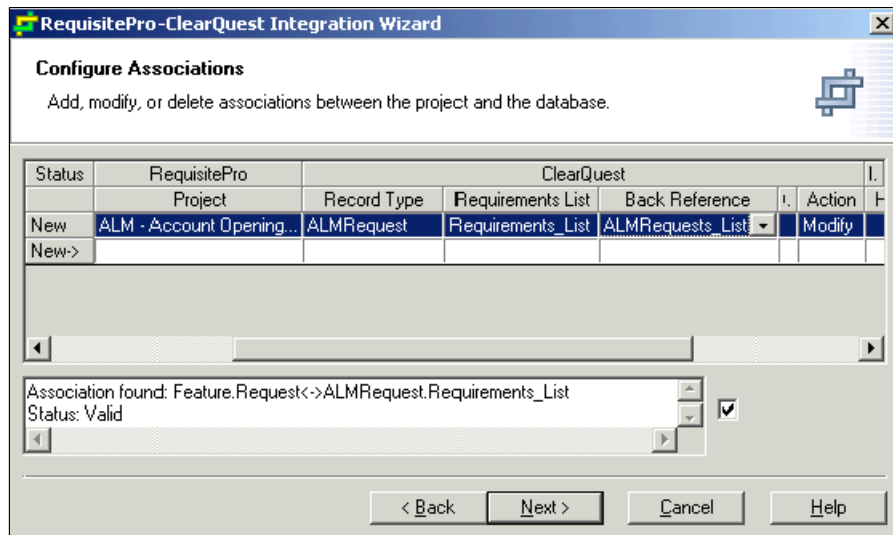 RequisitePro-ClearQuest Integration Wizard
Configure Associations
Add, modify, or delete associations between the project and the database.
Status RequisitePro ClearQuest I.
Project Record Type Requirements List Back Reference Action H
New ALM - Account Opening... ALMRequest Requirements_List ALMRequests_List Modify
New->
Association found: Feature.Request<->ALMRequest.Requirements_List
Status: Valid
< Back Next > Cancel Help